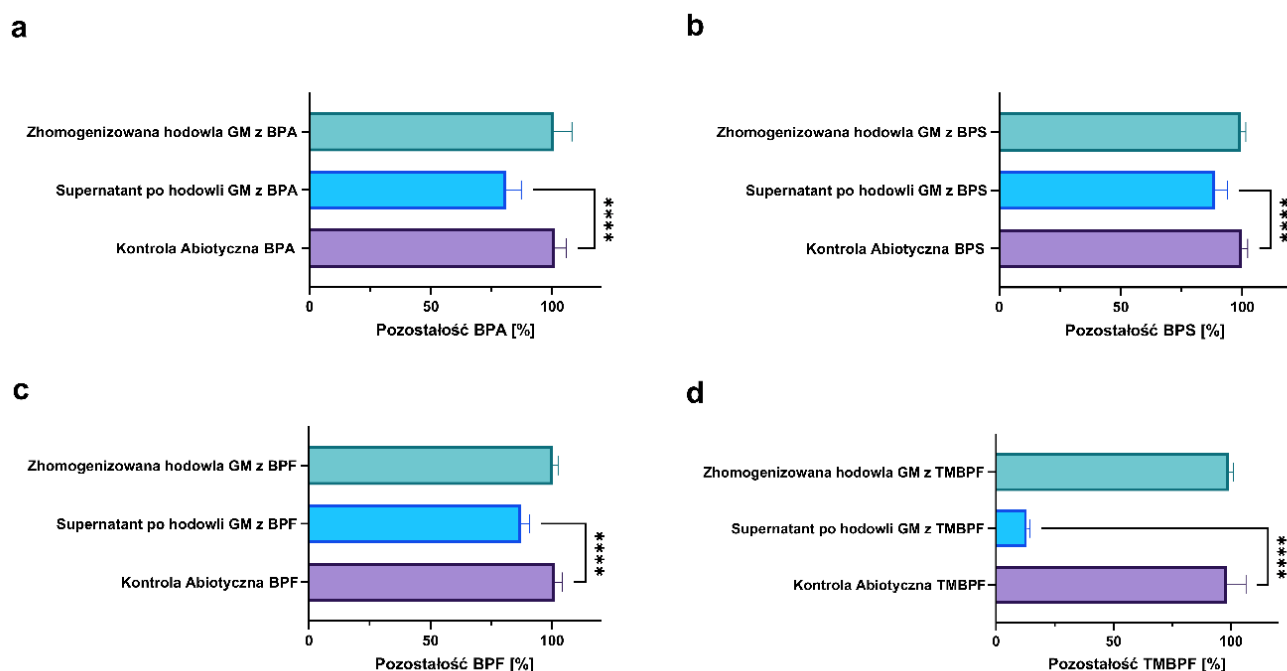 a
Zhomogenizowana hodowla GM z BPA
Supernatant po hodowli GM z BPA
Kontrola Abiotyczna BPA
****
0 50 100
Pozostałość BPA [%]
b
Zhomogenizowana hodowla GM z BPS
Supernatant po hodowli GM z BPS
Kontrola Abiotyczna BPS
****
0 50 100
Pozostałość BPS [%]
c
Zhomogenizowana hodowla GM z BPF
Supernatant po hodowli GM z BPF
Kontrola Abiotyczna BPF
****
0 50 100
Pozostałość BPF [%]
d
Zhomogenizowana hodowla GM z TMBPF
Supernatant po hodowli GM z TMBPF
Kontrola Abiotyczna TMBPF
****
0 50 100
Pozostałość TMBPF [%]